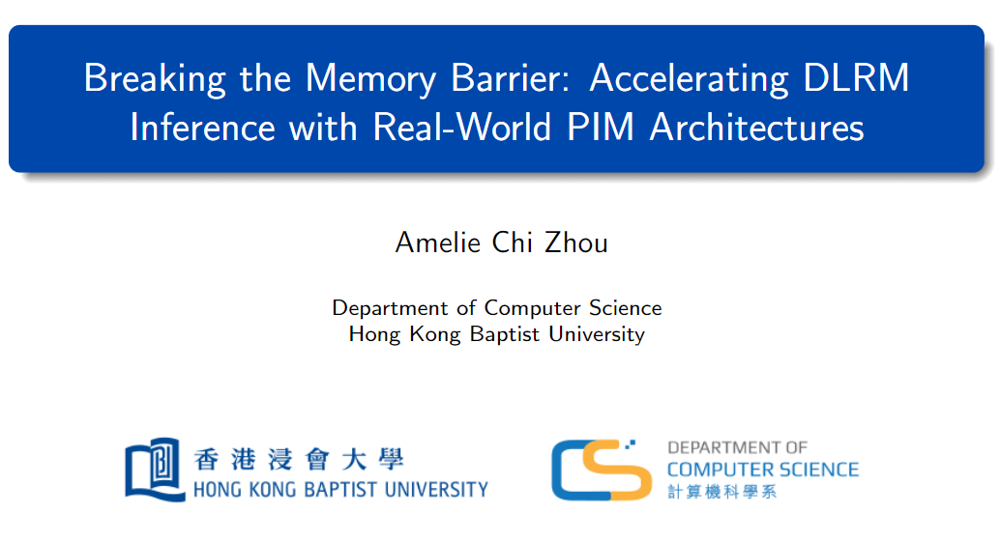 Breaking the Memory Barrier: Accelerating DLRM
Inference with Real-World PIM Architectures
Amelie Chi Zhou
Department of Computer Science
Hong Kong Baptist University
香港浸會大學
HONG KONG BAPTIST UNIVERSITY
CS
DEPARTMENT OF
COMPUTER SCIENCE
計算機科學系